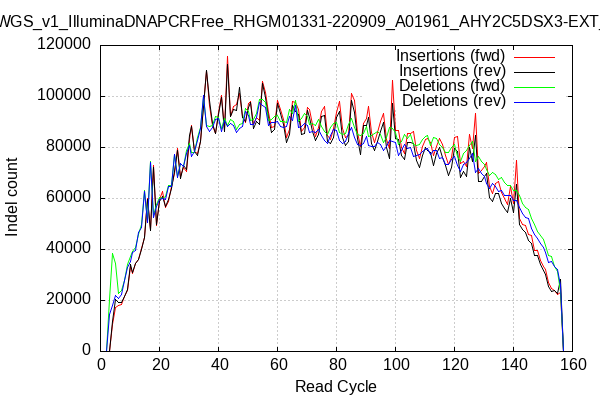 WGS_v1_IlluminaDNAPCRFree_RHGM01331-220909_A01961_AHY2C5DSX3-EXT_
120000
100000
80000
60000
40000
20000
0
Indel count
Insertions (fwd)
Insertions (rev)
Deletions (fwd)
Deletions (rev)
0 20 40 60 80 100 120 140 160
Read Cycle